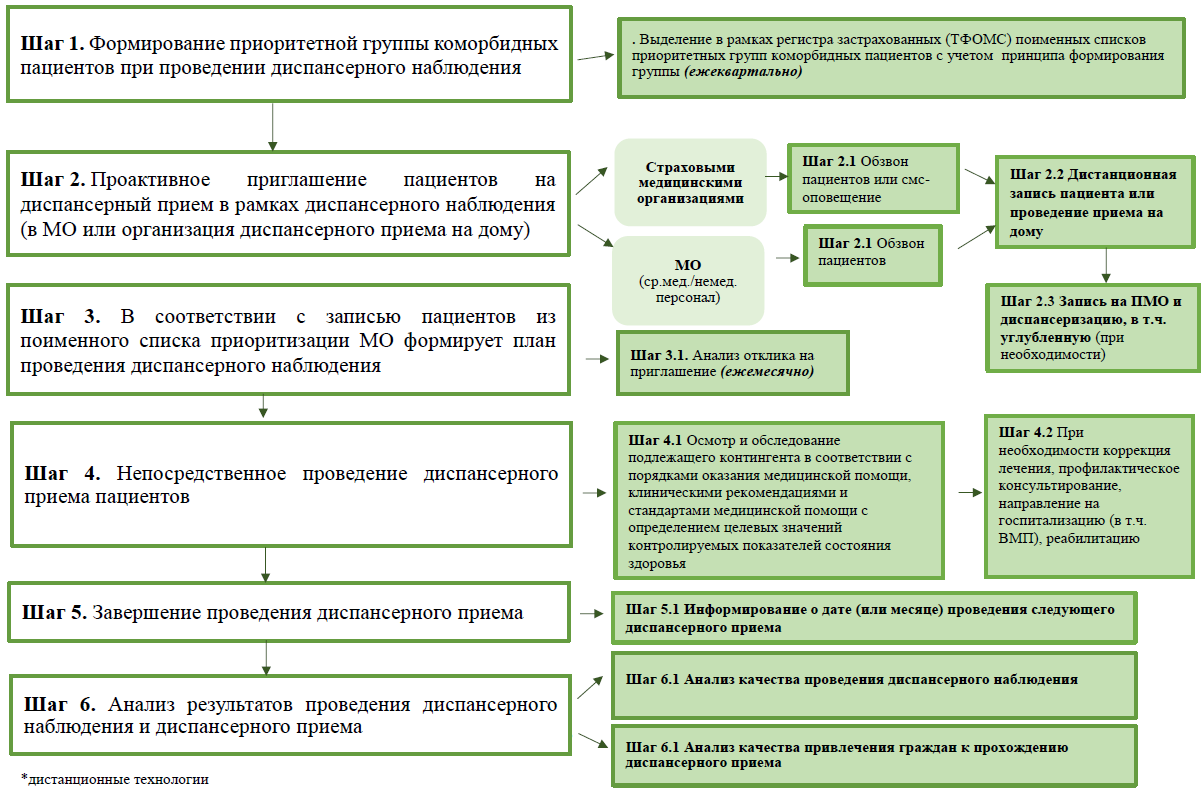 Шаг 1. Формирование приоритетной группы коморбидных
пациентов при проведении диспансерного наблюдения
. Выделение в рамках регистра застрахованных (ТФОМС) поименных списков
приоритетных групп коморбидных пациентов с учетом принципа формирования
группы (ежеквартально)
Шаг 2. Проактивное приглашение пациентов на
диспансерный прием в рамках диспансерного наблюдения
(в МО или организация диспансерного приема на дому)
Страховыми
медицинскими
организациями
Шаг 2.1 Обзвон
пациентов или смс-
оповещение
МО
(ср.мед./немед.
персонал)
Шаг 2.1 Обзвон
пациентов
Шаг 2.2 Дистанционная
запись пациента или
проведение приема на
дому
Шаг 2.3 Запись на ПМО и
диспансеризацию, в т.ч.
углубленную (при
необходимости)
Шаг 3. В соответствии с записью пациентов из
поименного списка приоритизации МО формирует план
проведения диспансерного наблюдения
Шаг 3.1. Анализ отклика на
приглашение (ежемесячно)
Шаг 4. Непосредственное проведение диспансерного
приема пациентов
Шаг 4.1 Осмотр и обследование
подлежащего контингента в соответствии с
порядками оказания медицинской помощи,
клиническими рекомендациями и
стандартами медицинской помощи с
определением целевых значений
контролируемых показателей состояния
здоровья
Шаг 4.2 При
необходимости коррекция
лечения, профилактическое
консультирование,
направление на
госпитализацию (в т.ч.
ВМП), реабилитацию
Шаг 5. Завершение проведения диспансерного приема
Шаг 5.1 Информирование о дате (или месяце) проведения следующего
диспансерного приема
Шаг 6. Анализ результатов проведения диспансерного
наблюдения и диспансерного приема
Шаг 6.1 Анализ качества проведения диспансерного наблюдения
Шаг 6.1 Анализ качества привлечения граждан к прохождению
диспансерного приема
*дистанционные технологии